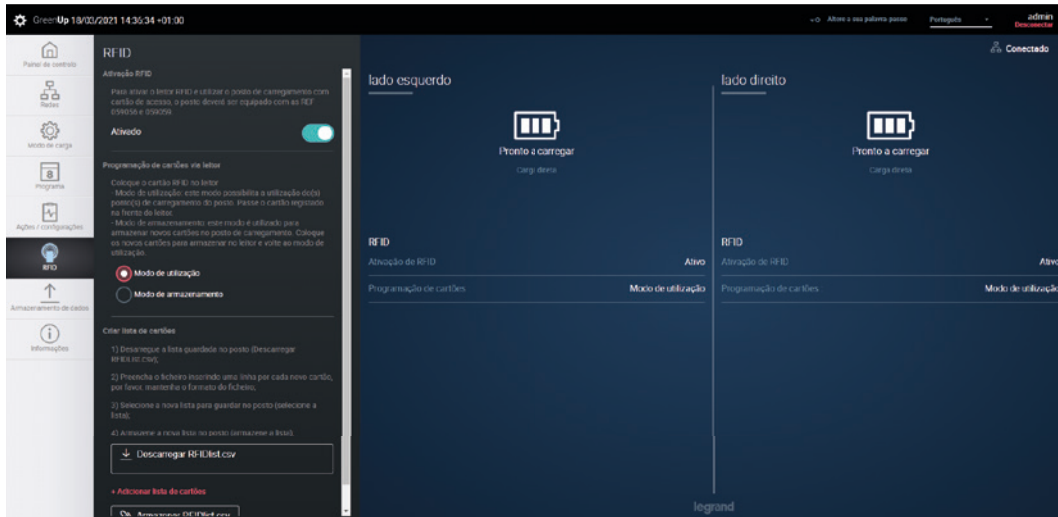 GreenUp 18/03/2021 14:36:34 +01:00
Altere a sua palavra passe
Português
admin
Desconectar
Painel de controlo
Redes
Modo de carga
8
Programa
Ações / configurações
RFID
Armazenamento de dados
Informações
RFID
Ativação RFID
Para ativar o leitor RFID e utilizar o posto de carregamento com
cartão de acesso, o posto deverá ser equipado com as REF
059056 e 059059
Ativado
Programação de cartões via leitor
Coloque o cartão RFID no leitor
- Modo de utilização: este modo possibilita a utilização do(s)
posto(s) de carregamento do posto. Passe o cartão registado
na frente do leitor.
- Modo de armazenamento: este modo é utilizado para
armazenar novos cartões no posto de carregamento. Coloque
os novos cartões para armazenar no leitor e volte ao modo de
utilização.
Modo de utilização
Modo de armazenamento
Criar lista de cartões
1) Descarregue a lista guardada no posto (Descarregar
RFIDList.csv);
2) Preencha o ficheiro inserindo uma linha por cada novo cartão,
por favor, mantenha o formato do ficheiro;
3) Selecione a nova lista para guardar no posto (selecione a
lista);
4) Armazene a nova lista no posto (armazene a lista).
Descarregar RFIDlist.csv
+ Adicionar lista de cartões
Armazenar RFIDlist.csv
Conectado
lado esquerdo
Pronto a carregar
Carga direta
RFID
Ativação de RFID Ativo
Programação de cartões Modo de utilização
lado direito
Pronto a carregar
Carga direta
RFID
Ativação de RFID Ativo
Programação de cartões Modo de utilização
legrand